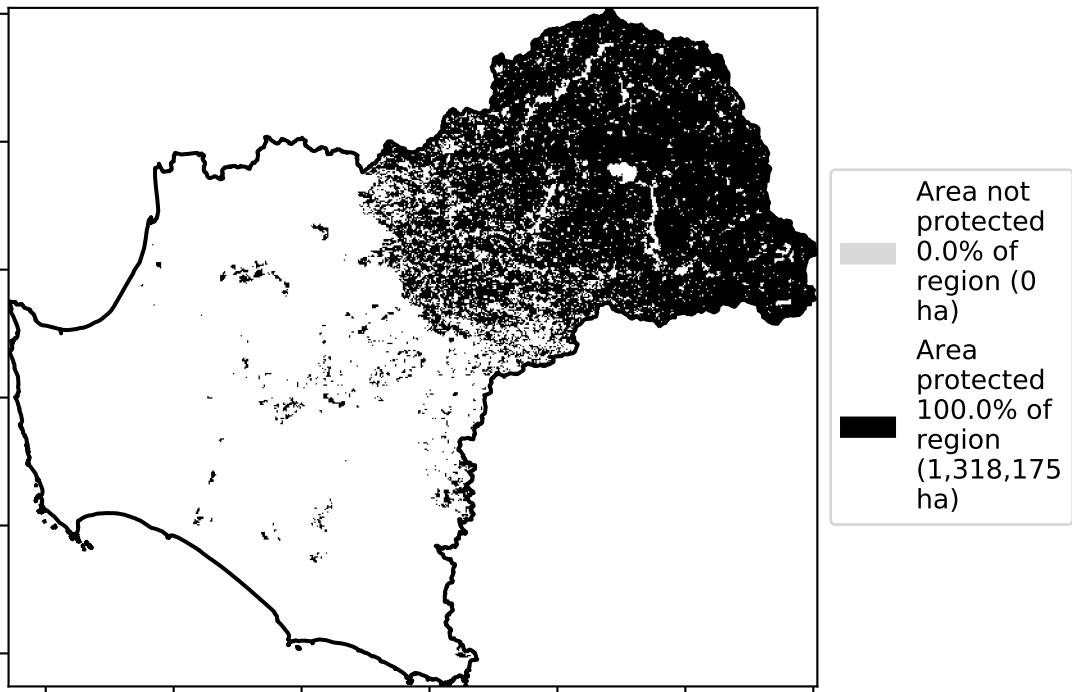 Area not
protected
0.0% of
region (0
ha)
Area
protected
100.0% of
region
(1,318,175
ha)